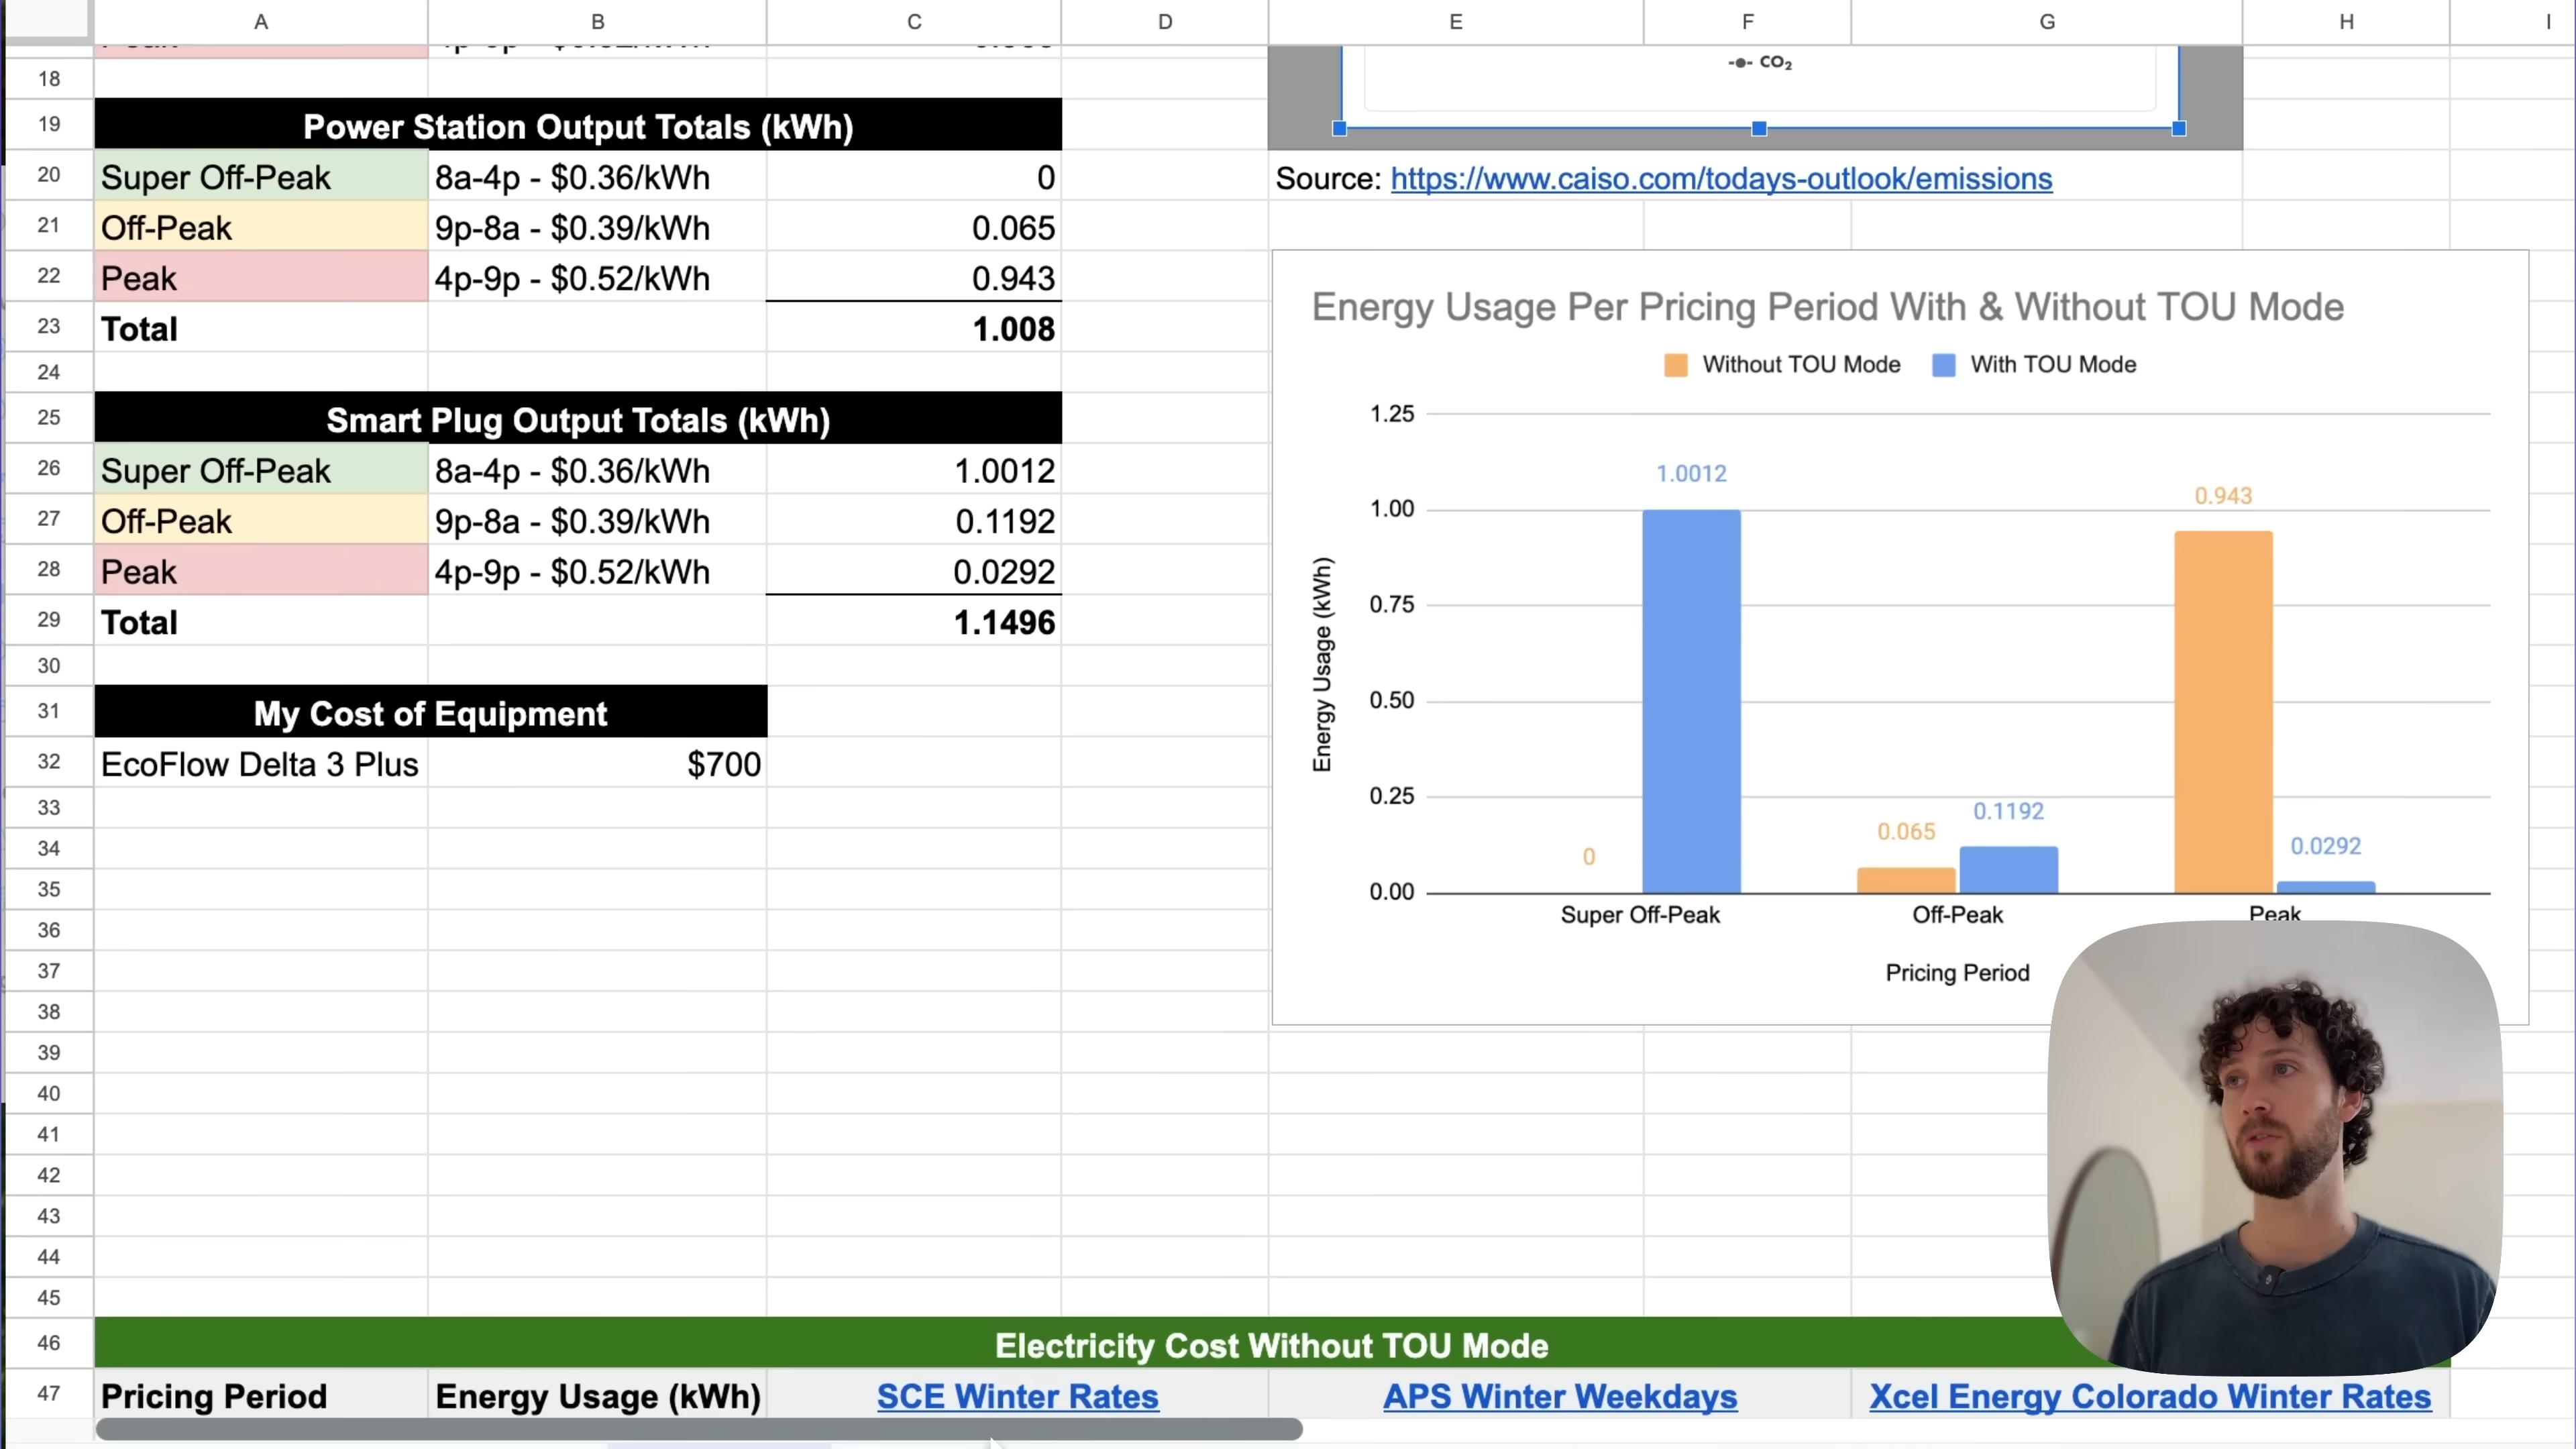 A B C D E F G H I
18
-●- CO₂
19 Power Station Output Totals (kWh)
20 Super Off-Peak 8a-4p - $0.36/kWh 0
Source: https://www.caiso.com/todays-outlook/emissions
21 Off-Peak 9p-8a - $0.39/kWh 0.065
22 Peak 4p-9p - $0.52/kWh 0.943
23 Total 1.008
24
25 Smart Plug Output Totals (kWh)
26 Super Off-Peak 8a-4p - $0.36/kWh 1.0012
27 Off-Peak 9p-8a - $0.39/kWh 0.1192
28 Peak 4p-9p - $0.52/kWh 0.0292
29 Total 1.1496
30
31 My Cost of Equipment
32 EcoFlow Delta 3 Plus $700
33
34
35
36
37
38
39
40
41
42
43
44
45
Energy Usage Per Pricing Period With & Without TOU Mode
Without TOU Mode With TOU Mode
Energy Usage (kWh)
1.25
1.00
0.75
0.50
0.25
0.00
0 1.0012
0.065 0.1192
0.943 0.0292
Super Off-Peak Off-Peak Peak
Pricing Period
46 Electricity Cost Without TOU Mode
47 Pricing Period Energy Usage (kWh) SCE Winter Rates APS Winter Weekdays Xcel Energy Colorado Winter Rates